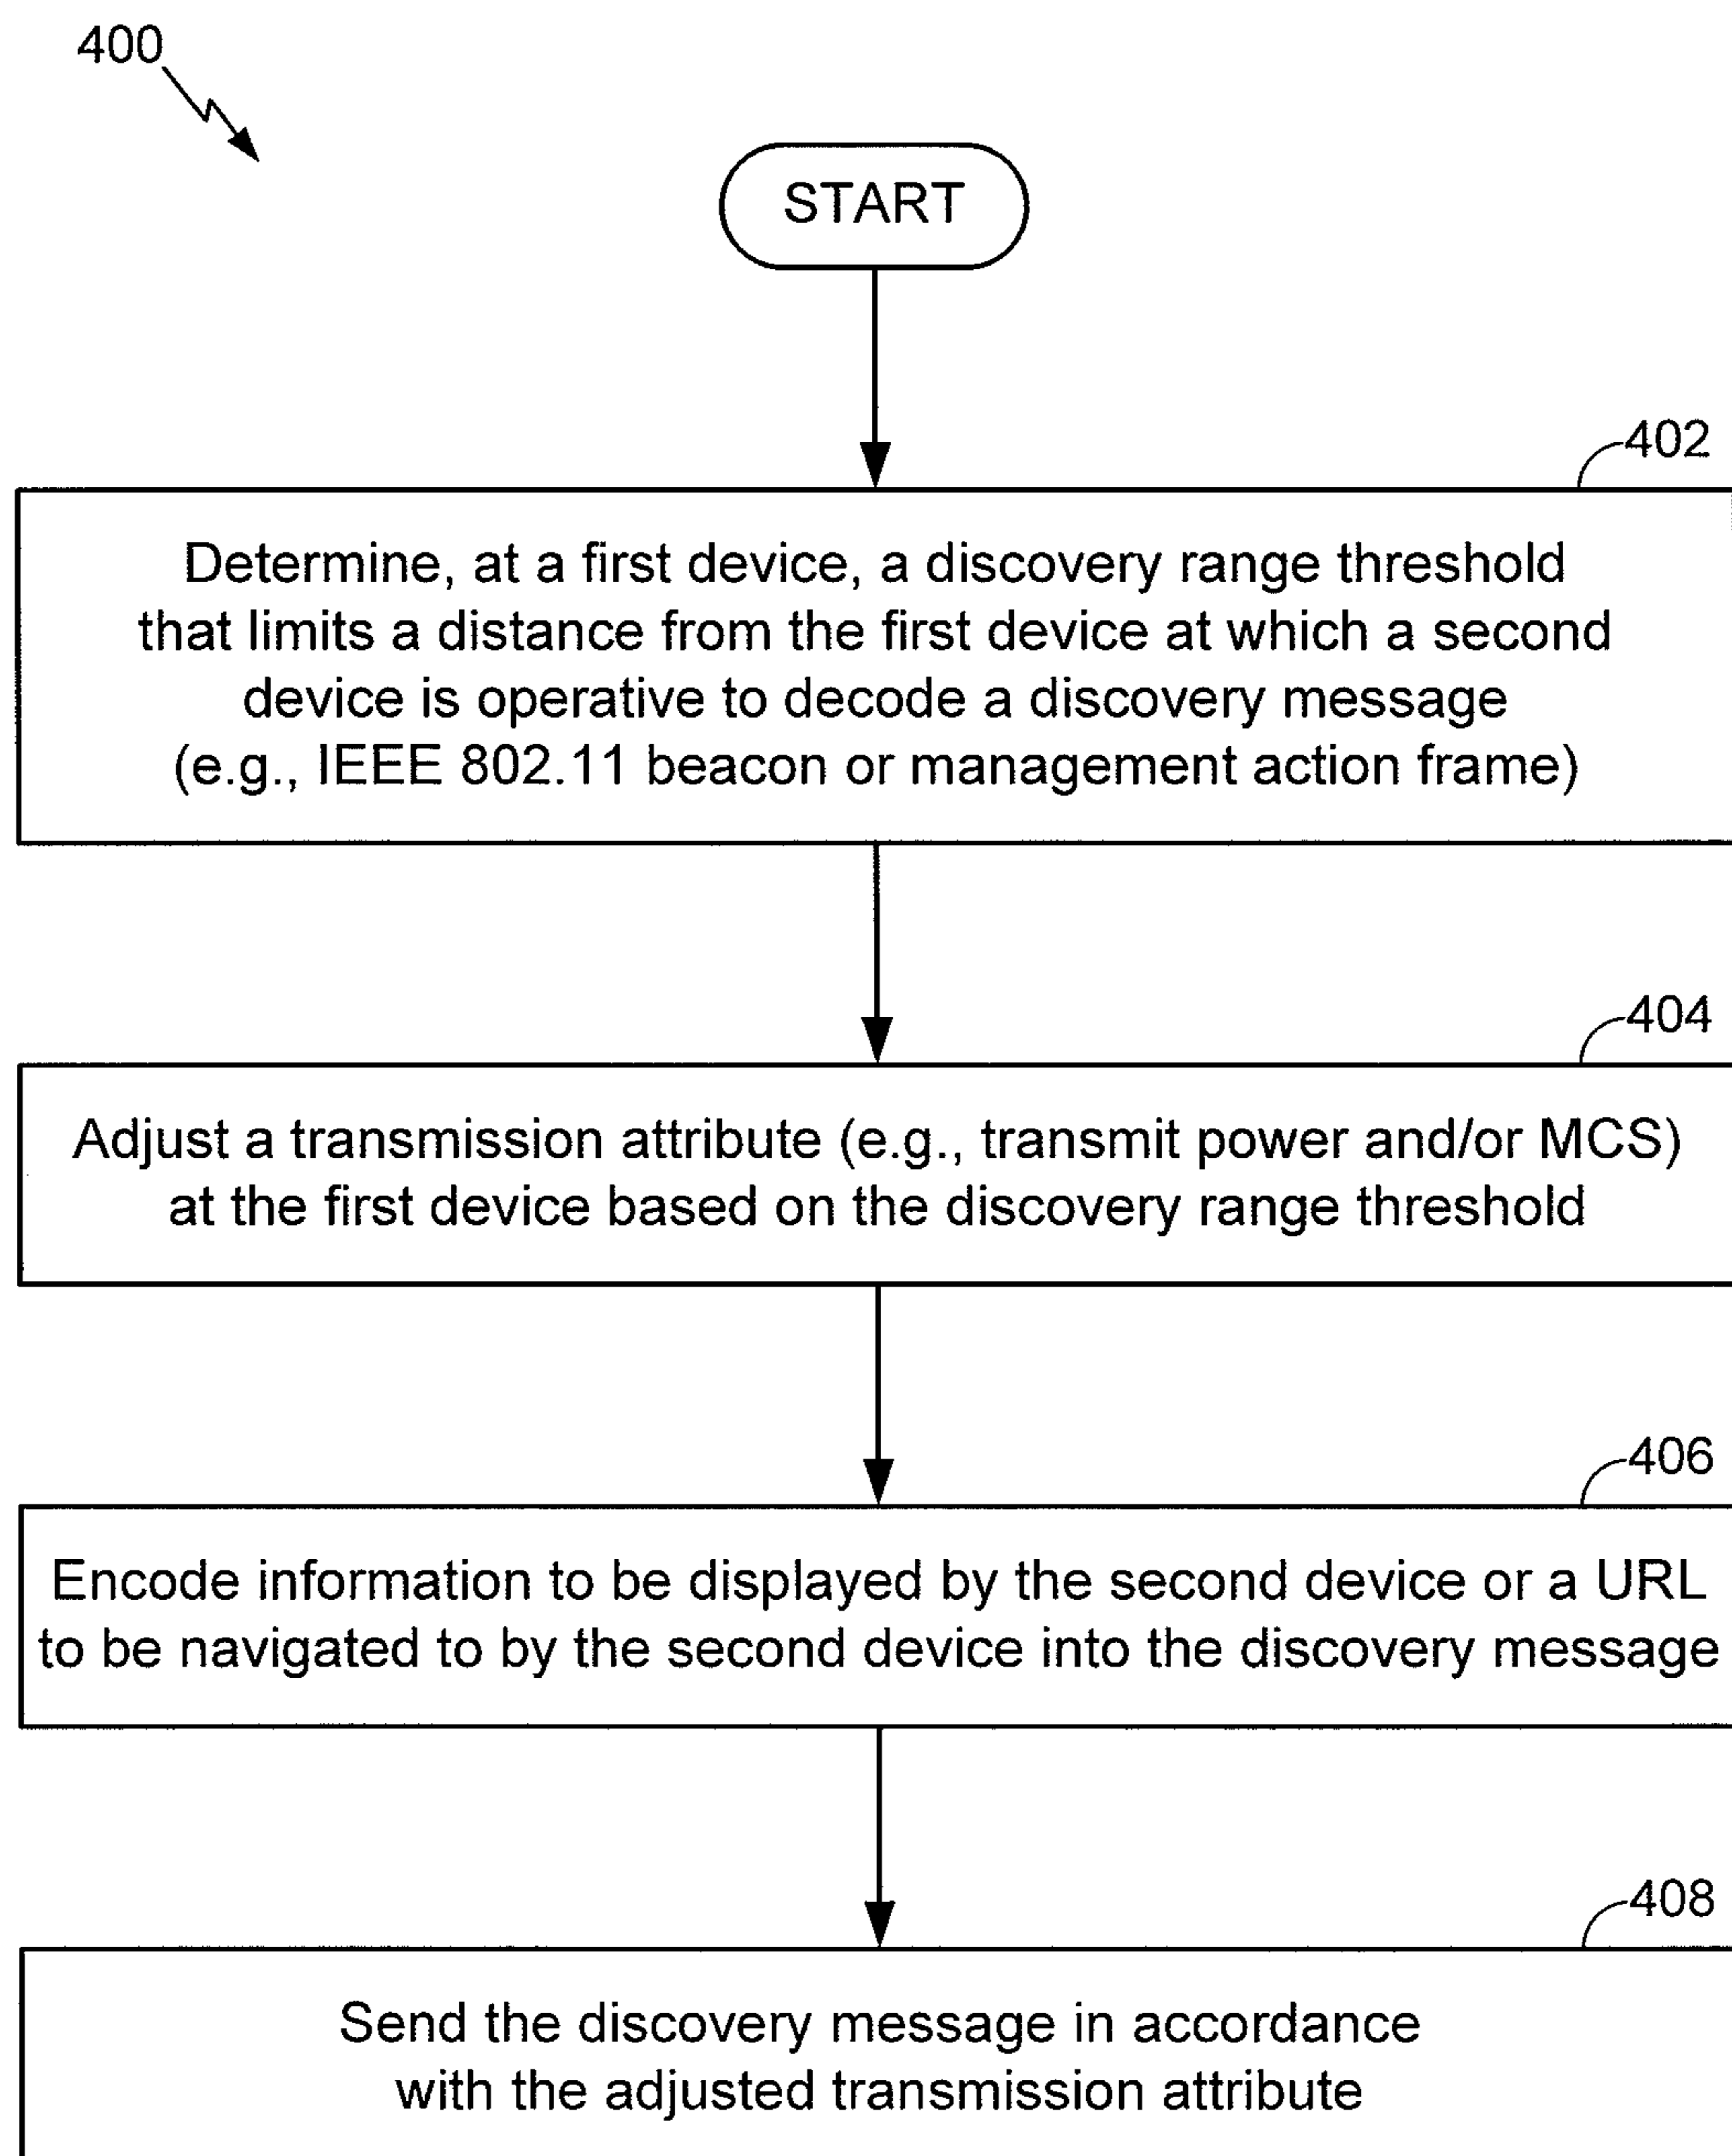 400
START
402
Determine, at a first device, a discovery range threshold
that limits a distance from the first device at which a second
device is operative to decode a discovery message
(e.g., IEEE 802.11 beacon or management action frame)
404
Adjust a transmission attribute (e.g., transmit power and/or MCS)
at the first device based on the discovery range threshold
406
Encode information to be displayed by the second device or a URL
to be navigated to by the second device into the discovery message
408
Send the discovery message in accordance
with the adjusted transmission attribute